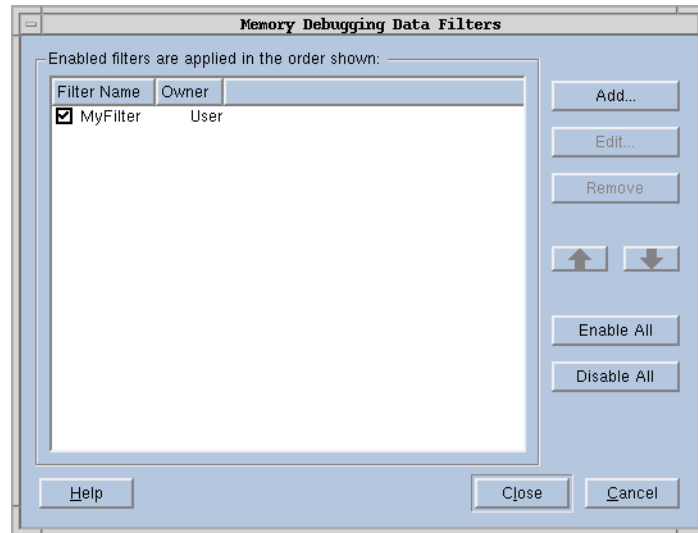 Memory Debugging Data Filters
Enabled filters are applied in the order shown:
Filter Name Owner
MyFilter User
Add...
Edit...
Remove
Enable All
Disable All
Help Close Cancel